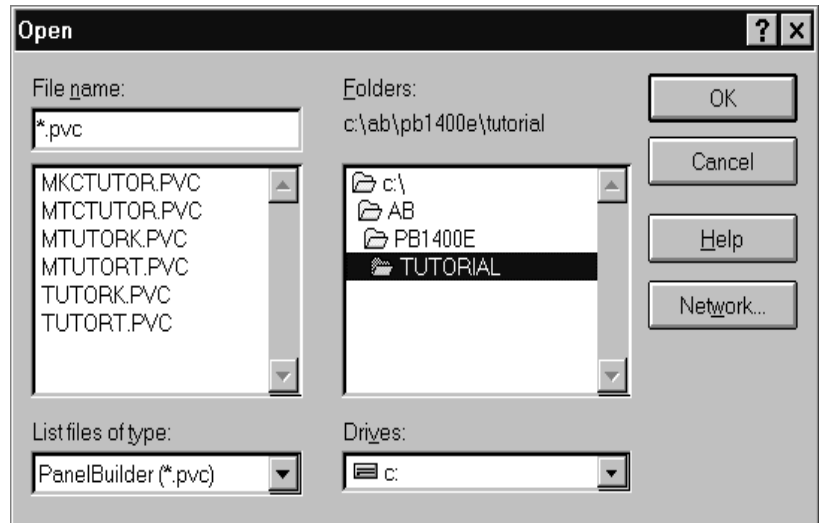 Open
File name:
*.pvc
MKCTUTOR.PVC
MTCTUTOR.PVC
MTUTORK.PVC
MTUTORT.PVC
TUTORK.PVC
TUTORT.PVC
List files of type:
PanelBuilder (*.pvc)
Folders:
c:\ab\pb1400e\tutorial
c:\
AB
PB1400E
TUTORIAL
Drives:
c:
OK
Cancel
Help
Network...